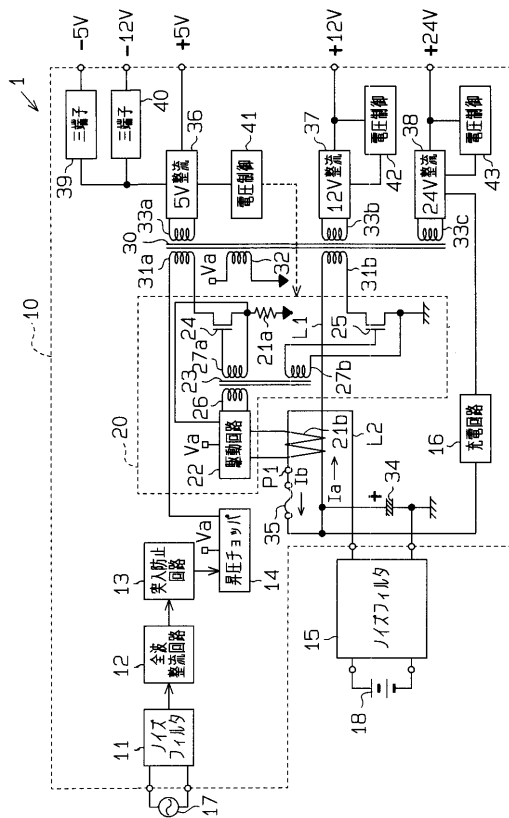 1
10
-5V
-12V
+5V
+12V
+24V
39
三端子
三端子
40
36
5V整流
41
電圧制御
37
12V整流
電圧制御
42
38
24V整流
電圧制御
43
33a
33b
33c
30
31a
31b
Va
32
20
24
21a
L1
25
27a
23
27b
26
Va
22
駆動回路
21b
L2
P1
Ib
Ia
35
34
+
16
充電回路
13
突入防止
回路
Va
昇圧チョッパ
14
12
全波
整流回路
11
ノイズ
フィルタ
17
15
ノイズフィルタ
18